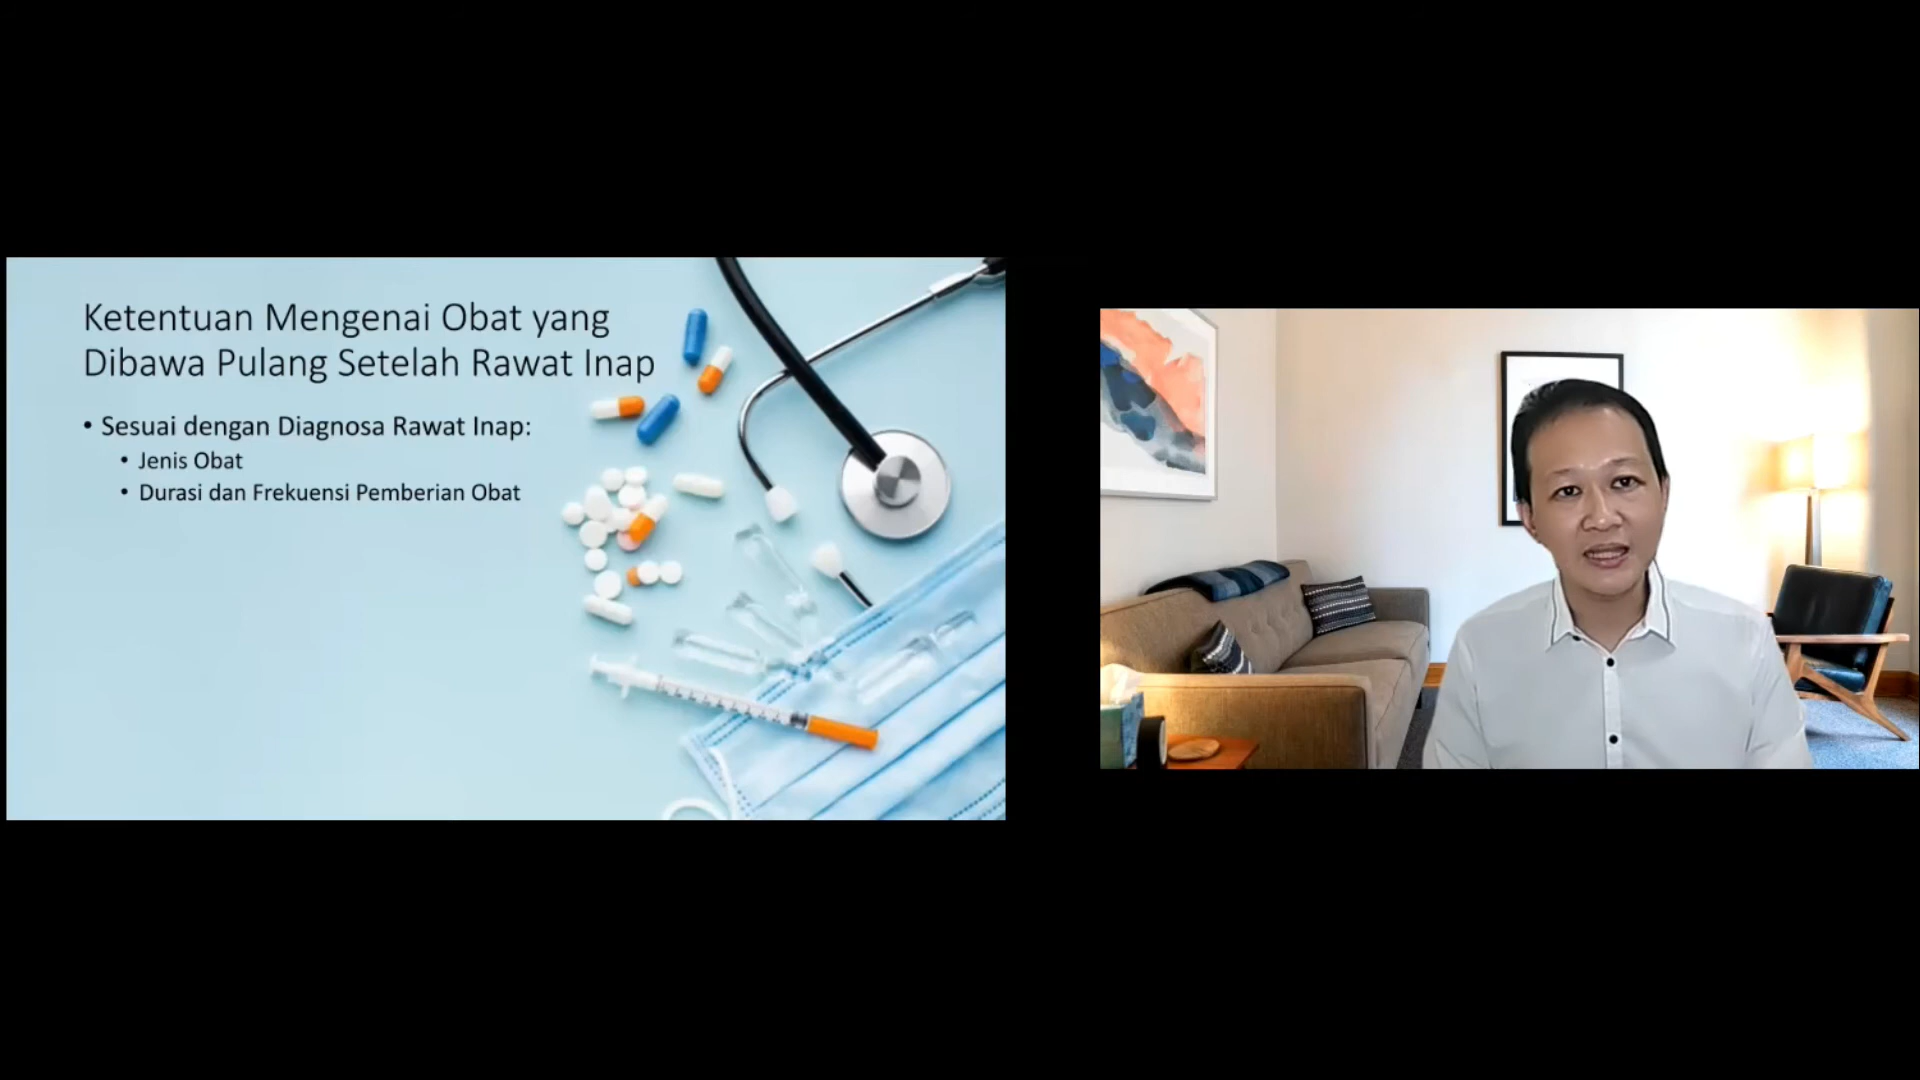 Ketentuan Mengenai Obat yang
Dibawa Pulang Setelah Rawat Inap
• Sesuai dengan Diagnosa Rawat Inap:
• Jenis Obat
• Durasi dan Frekuensi Pemberian Obat